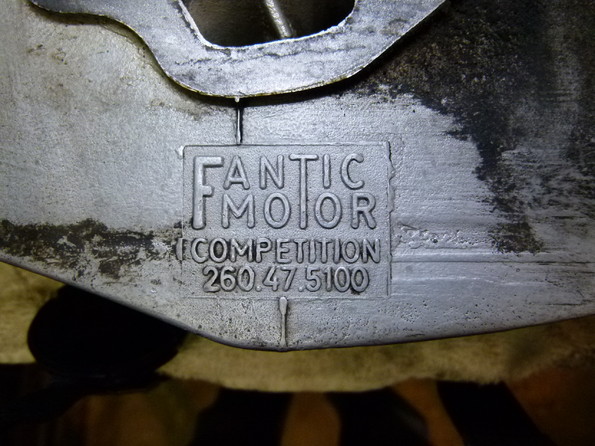 FANTIC
MOTOR
COMPETITION
260.47.5100